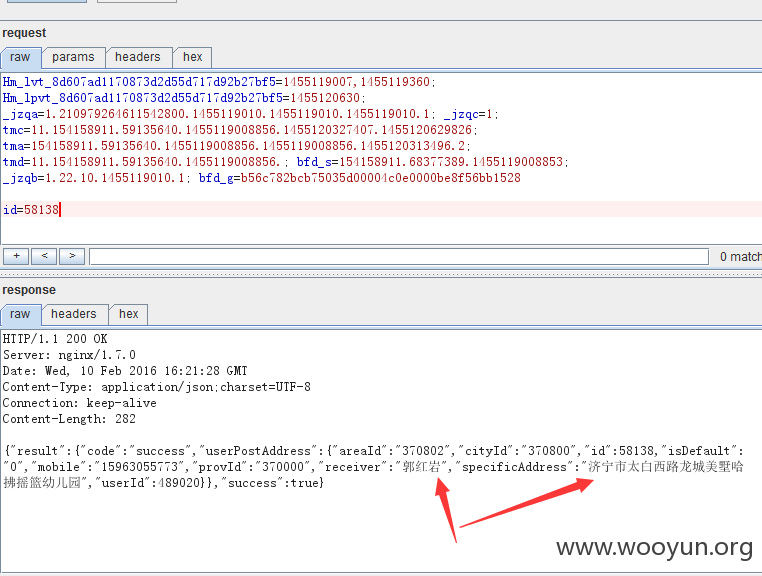 request
raw params headers hex
Hm_lvt_8d607ad1170873d2d55d717d92b27bf5=1455119007,1455119360;
Hm_lpvt_8d607ad1170873d2d55d717d92b27bf5=1455120630;
_jzqa=1.210979264611542800.1455119010.1455119010.1455119010.1; _jzqc=1;
tmc=11.154158911.59135640.1455119008856.1455120327407.1455120629826;
tma=154158911.59135640.1455119008856.1455119008856.1455120313496.2;
tmd=11.154158911.59135640.1455119008856.; bfd_s=154158911.68377389.1455119008853;
_jzqb=1.22.10.1455119010.1; bfd_g=b56c782bcb75035d00004c0e0000be8f56bb1528
id=58138
+ < > 0 match
response
raw headers hex
HTTP/1.1 200 OK
Server: nginx/1.7.0
Date: Wed, 10 Feb 2016 16:21:28 GMT
Content-Type: application/json;charset=UTF-8
Connection: keep-alive
Content-Length: 282
{"result":{"code":"success","userPostAddress":{"areaId":"370802","cityId":"370800","id":58138,"isDefault":
"0","mobile":"15963055773","provId":"370000","receiver":"郭红岩","specificAddress":"济宁市太白西路龙城美墅哈
拂摇篮幼儿园","userId":489020}},"success":true}
www.wooyun.org